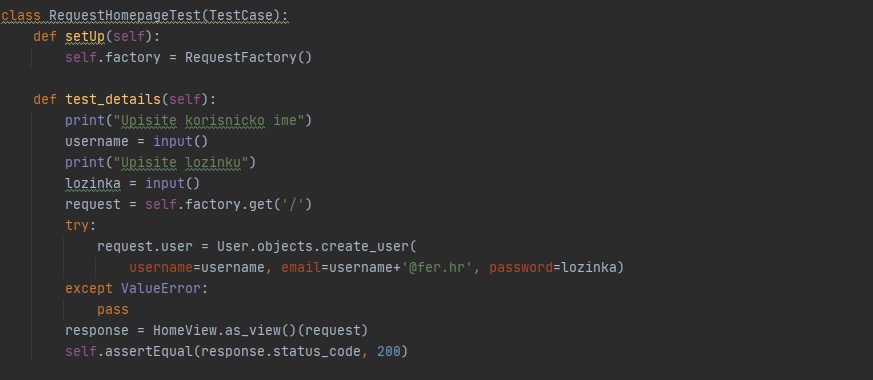 class RequestHomepageTest(TestCase):
    def setUp(self):
        self.factory = RequestFactory()

    def test_details(self):
        print("Upisite korisnicko ime")
        username = input()
        print("Upisite lozinku")
        lozinka = input()
        request = self.factory.get('/')
        try:
            request.user = User.objects.create_user(
                username=username, email=username+'@fer.hr', password=lozinka)
        except ValueError:
            pass
        response = HomeView.as_view()(request)
        self.assertEqual(response.status_code, 200)